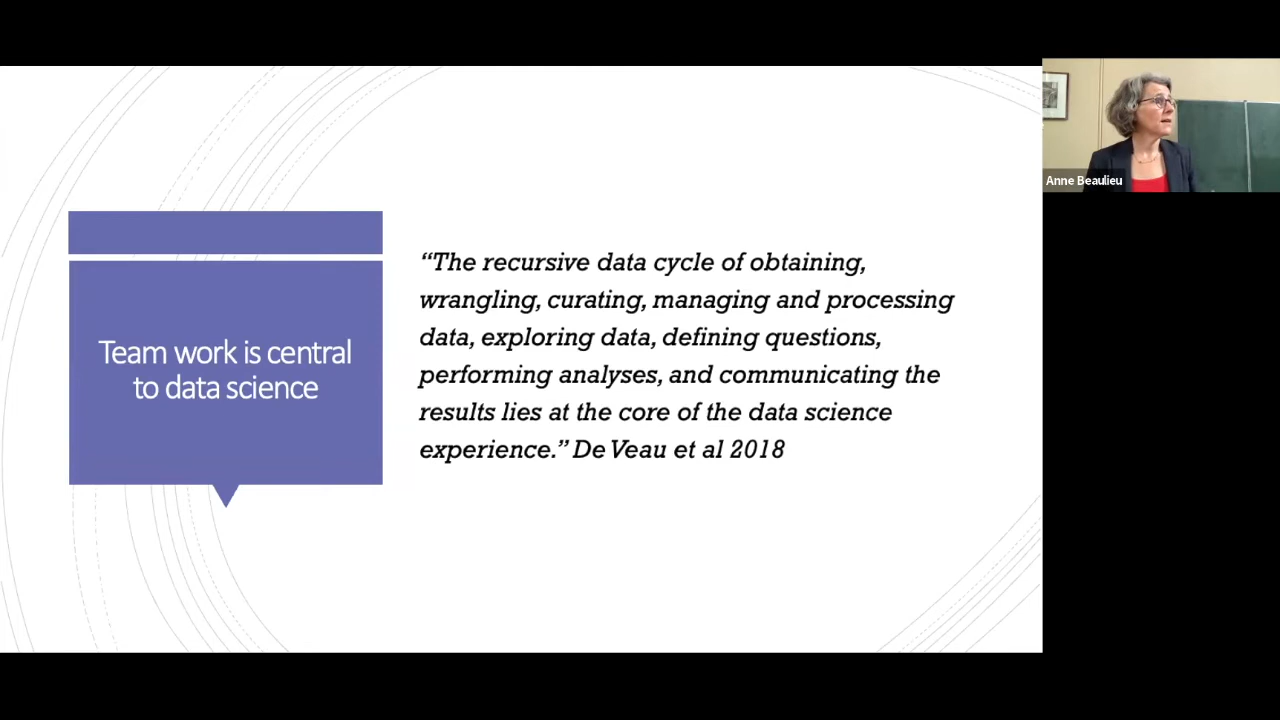 Team work is central
to data science
“The recursive data cycle of obtaining,
wrangling, curating, managing and processing
data, exploring data, defining questions,
performing analyses, and communicating the
results lies at the core of the data science
experience.” De Veau et al 2018
Anne Beaulieu